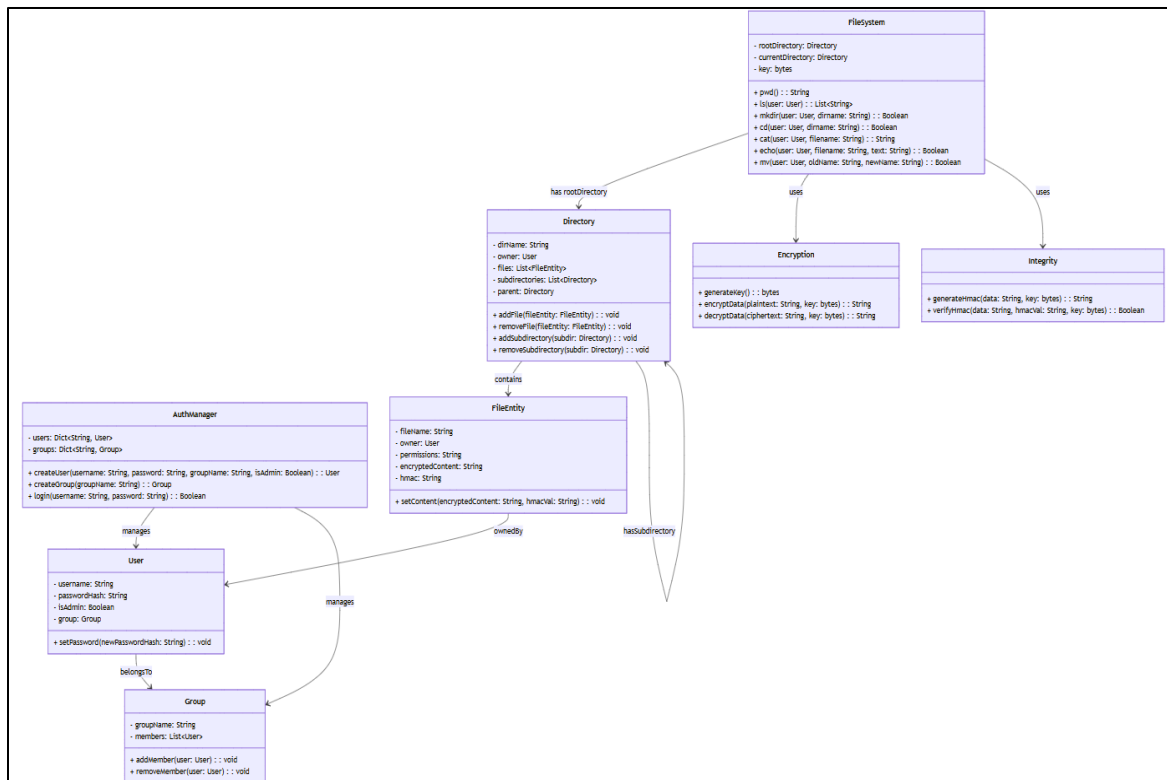 FileSystem
- rootDirectory: Directory
- currentDirectory: Directory
- key: bytes
+ pwd() : : String
+ ls(user: User) : : List<String>
+ mkdir(user: User, dirname: String) : : Boolean
+ cd(user: User, dirname: String) : : Boolean
+ cat(user: User, filename: String) : : String
+ echo(user: User, filename: String, text: String) : : Boolean
+ mv(user: User, oldName: String, newName: String) : : Boolean
has rootDirectory
uses
uses
Directory
- dirName: String
- owner: User
- files: List<FileEntity>
- subdirectories: List<Directory>
- parent: Directory
+ addFile(fileEntity: FileEntity) : : void
+ removeFile(fileEntity: FileEntity) : : void
+ addSubdirectory(subdir: Directory) : : void
+ removeSubdirectory(subdir: Directory) : : void
Encryption
+ generateKey() : : bytes
+ encryptData(plaintext: String, key: bytes) : : String
+ decryptData(ciphertext: String, key: bytes) : : String
Integrity
+ generateHmac(data: String, key: bytes) : : String
+ verifyHmac(data: String, hmacVal: String, key: bytes) : : Boolean
contains
AuthManager
- users: Dict<String, User>
- groups: Dict<String, Group>
+ createUser(username: String, password: String, groupName: String, isAdmin: Boolean) : : User
+ createGroup(groupName: String) : : Group
+ login(username: String, password: String) : : Boolean
FileEntity
- fileName: String
- owner: User
- permissions: String
- encryptedContent: String
- hmac: String
+ setContent(encryptedContent: String, hmacVal: String) : : void
manages
ownedBy
hasSubdirectory
User
- username: String
- passwordHash: String
- isAdmin: Boolean
- group: Group
+ setPassword(newPasswordHash: String) : : void
manages
belongsTo
Group
- groupName: String
- members: List<User>
+ addMember(user: User) : : void
+ removeMember(user: User) : : void